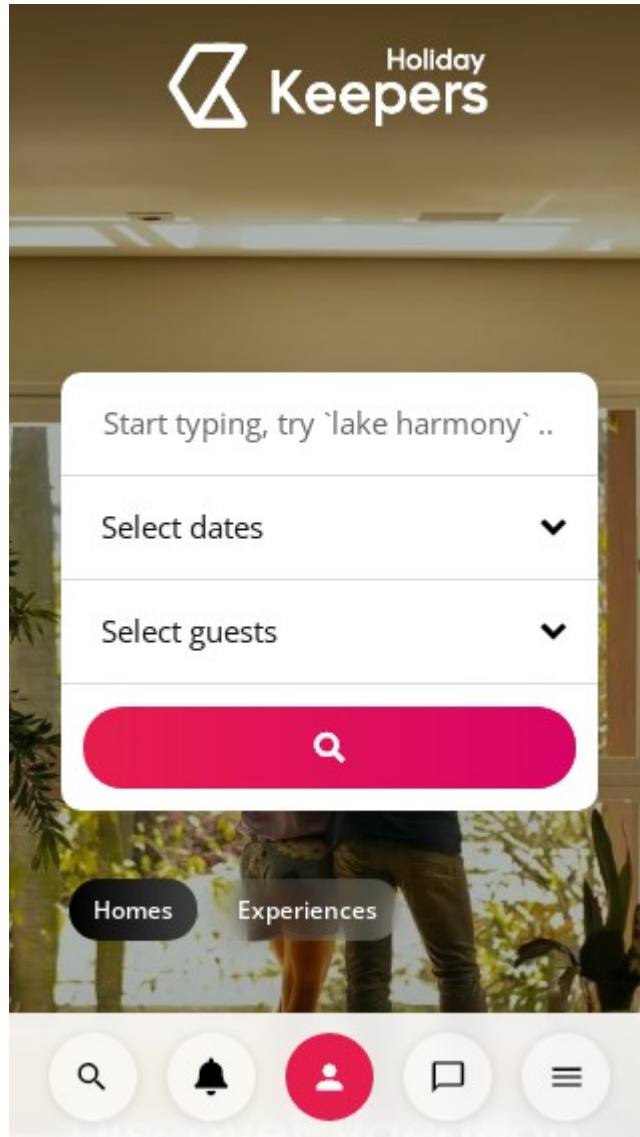 Holiday
Keepers
Start typing, try `lake harmony` ..
Select dates
Select guests
Homes
Experiences